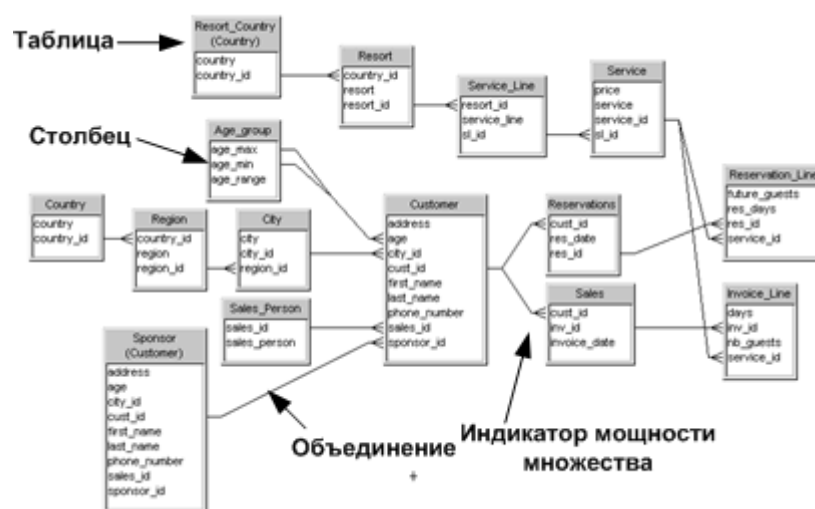 Таблица
Resort_Country
(Country)
country
country_id
Resort
country_id
resort
resort_id
Service_Line
resort_id
service_line
sl_id
Service
price
service
service_id
sl_id
Столбец
Age_group
age_max
age_min
age_range
Reservation_Line
future_guests
res_days
res_id
service_id
Country
country
country_id
Region
country_id
region
region_id
City
city
city_id
region_id
Customer
address
age
city_id
cust_id
first_name
last_name
phone_number
sales_id
sponsor_id
Reservations
cust_id
res_date
res_id
Sales
cust_id
inv_id
invoice_date
Invoice_Line
days
inv_id
nb_guests
service_id
Sales_Person
sales_id
sales_person
Sponsor
(Customer)
address
age
city_id
cust_id
first_name
last_name
phone_number
sales_id
sponsor_id
Объединение
Индикатор мощности
множества